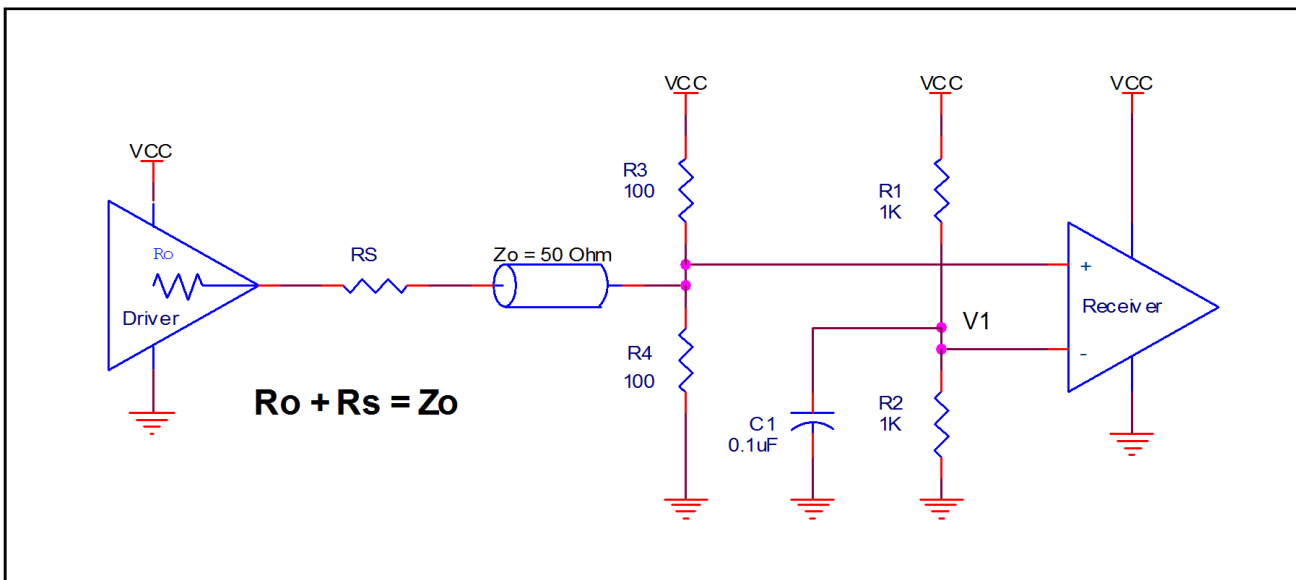 VCC
VCC
VCC
VCC
R3
100
R1
1K
Ro
RS
Zo = 50 Ohm
+
Driver
Receiver
V1
R4
100
-
Ro + Rs = Zo
C1
0.1uF
R2
1K